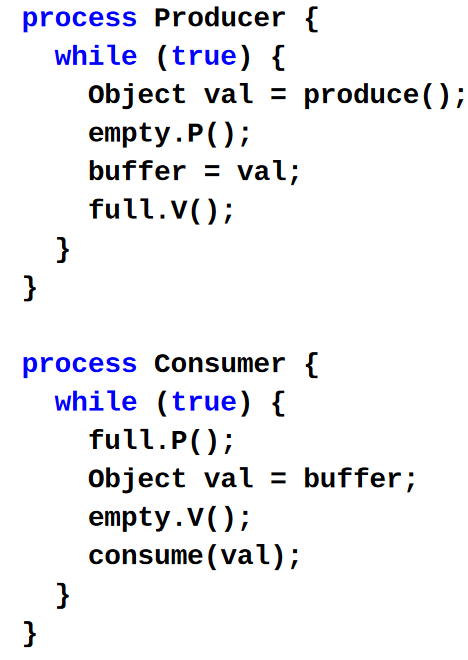 process Producer {
  while (true) {
    Object val = produce();
    empty.P();
    buffer = val;
    full.V();
  }
}

process Consumer {
  while (true) {
    full.P();
    Object val = buffer;
    empty.V();
    consume(val);
  }
}